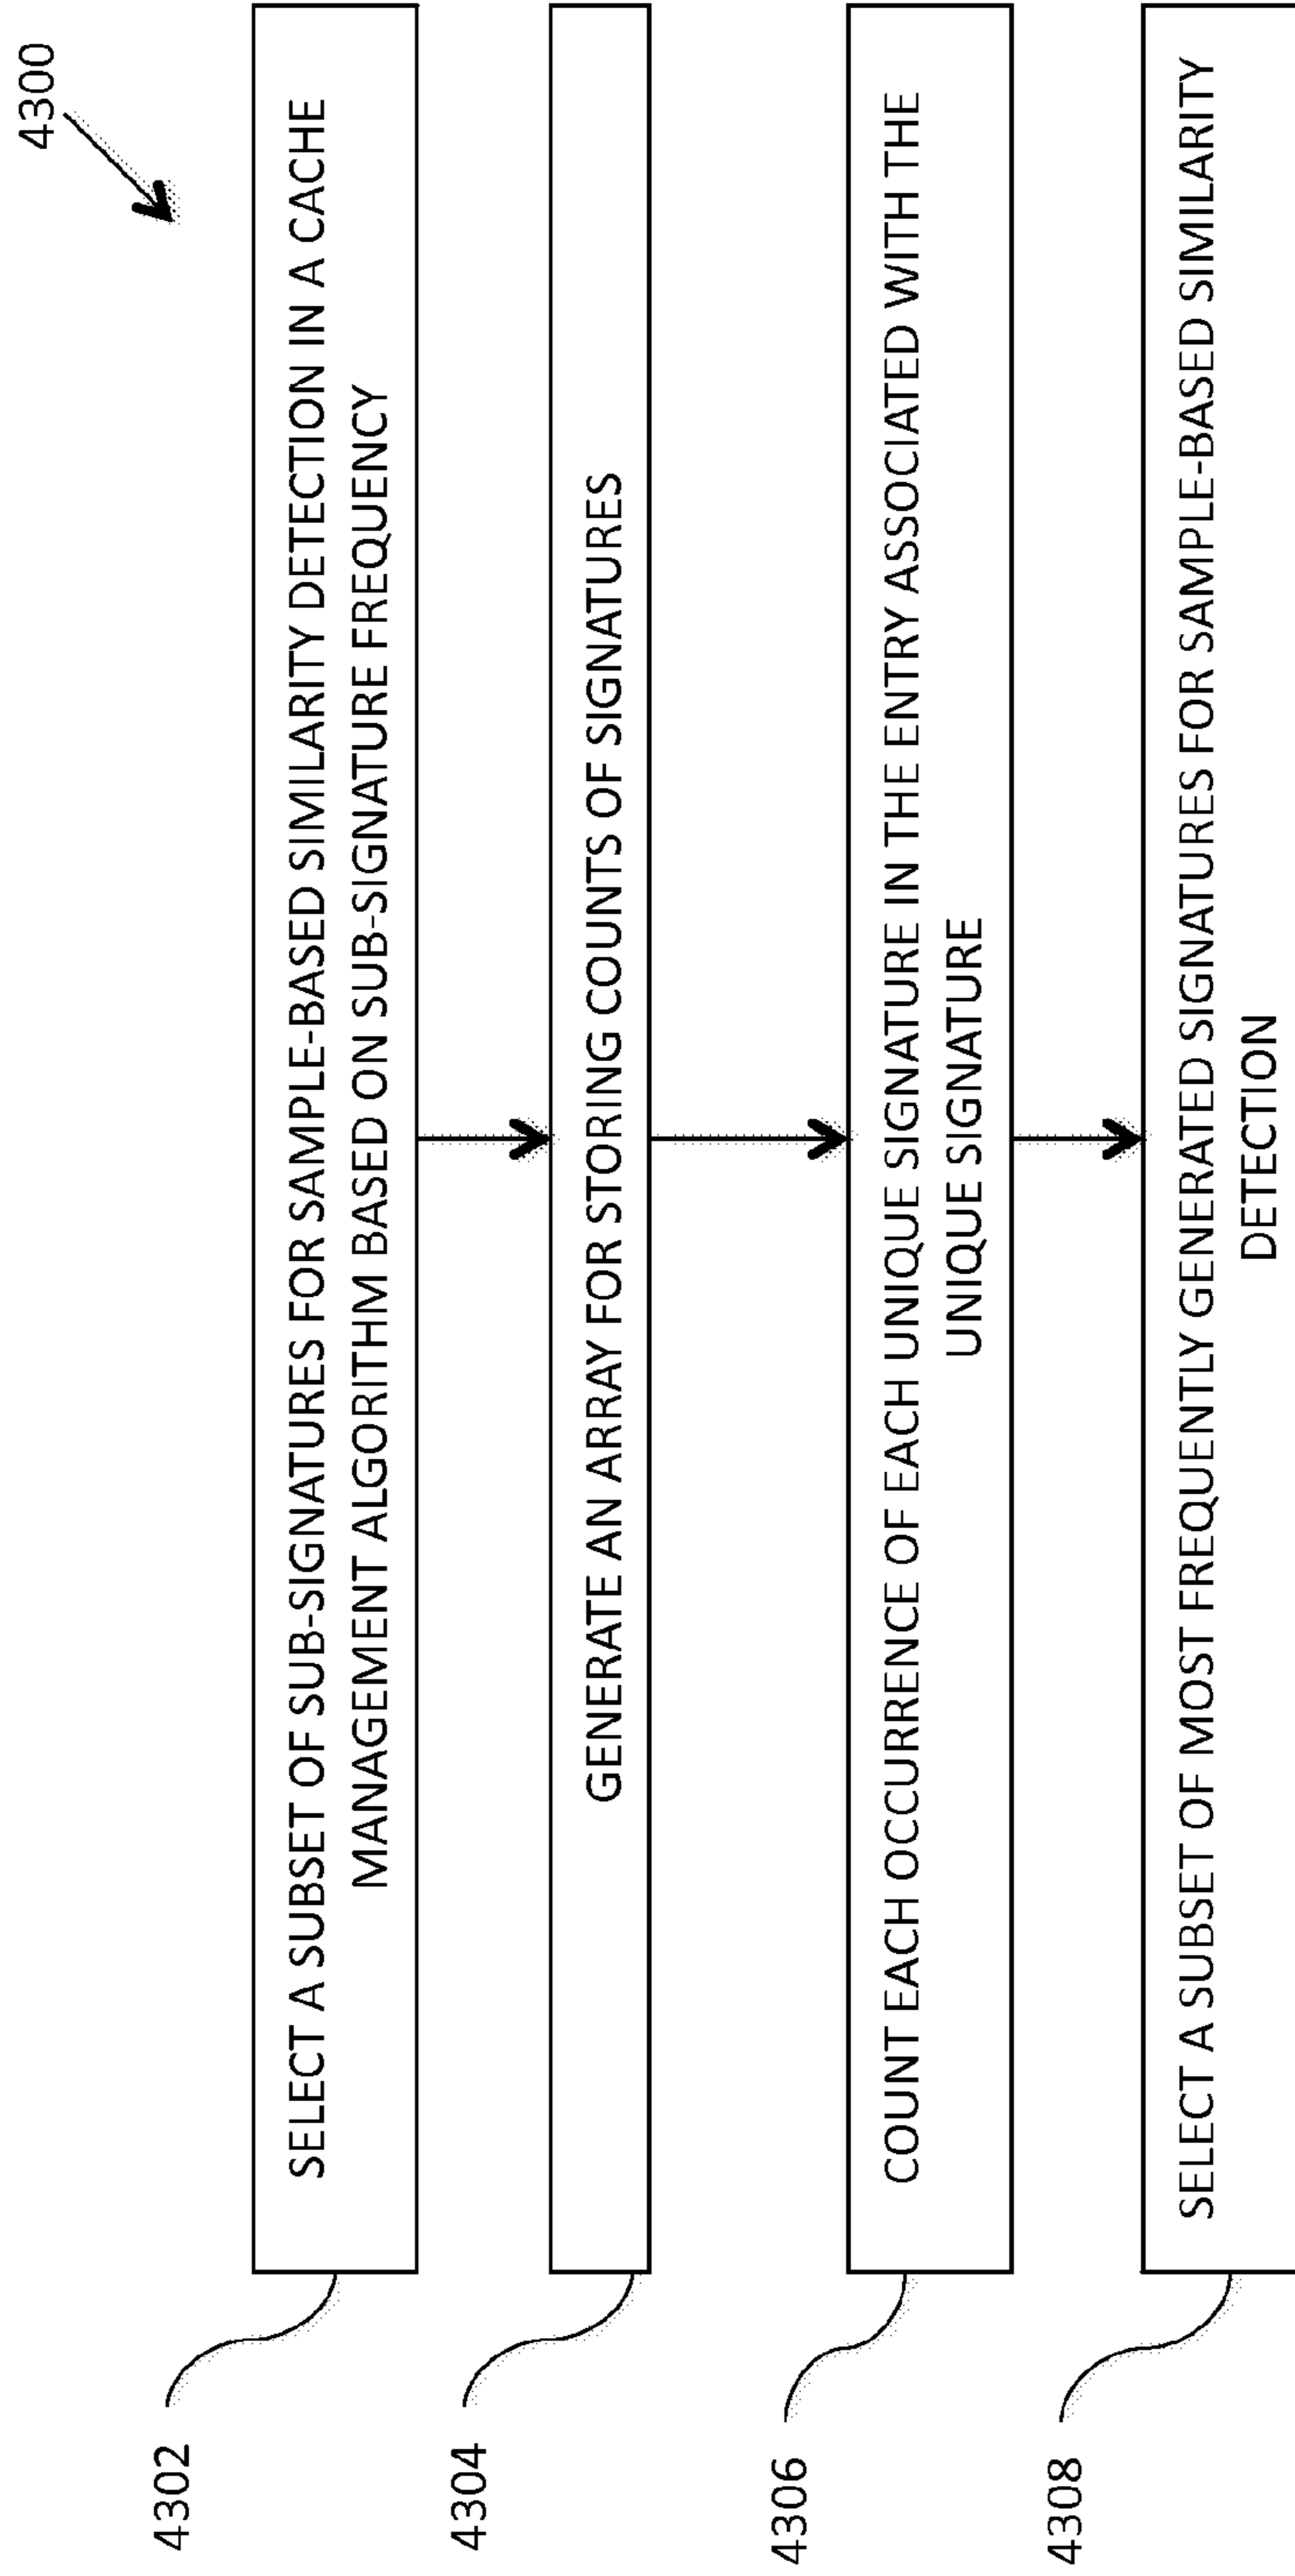 4300
4302
SELECT A SUBSET OF SUB-SIGNATURES FOR SAMPLE-BASED SIMILARITY DETECTION IN A CACHE
MANAGEMENT ALGORITHM BASED ON SUB-SIGNATURE FREQUENCY
4304
GENERATE AN ARRAY FOR STORING COUNTS OF SIGNATURES
4306
COUNT EACH OCCURRENCE OF EACH UNIQUE SIGNATURE IN THE ENTRY ASSOCIATED WITH THE
UNIQUE SIGNATURE
4308
SELECT A SUBSET OF MOST FREQUENTLY GENERATED SIGNATURES FOR SAMPLE-BASED SIMILARITY
DETECTION